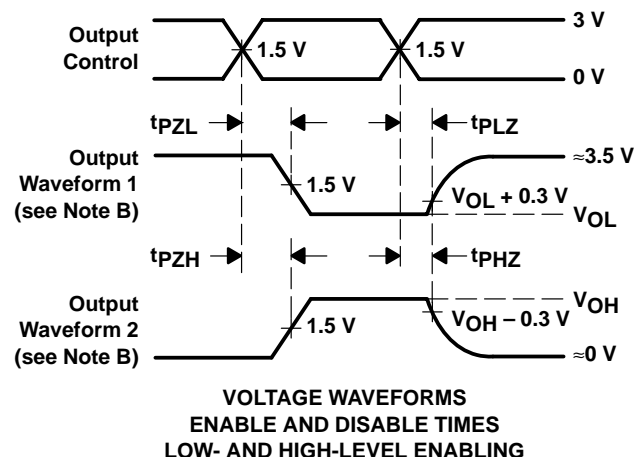 Output
Control
1.5 V
1.5 V
3 V
0 V
tPZL
tPLZ
Output
Waveform 1
(see Note B)
1.5 V
≈3.5 V
VOL + 0.3 V
VOL
tPZH
tPHZ
Output
Waveform 2
(see Note B)
1.5 V
VOH
VOH – 0.3 V
≈0 V
VOLTAGE WAVEFORMS
ENABLE AND DISABLE TIMES
LOW- AND HIGH-LEVEL ENABLING